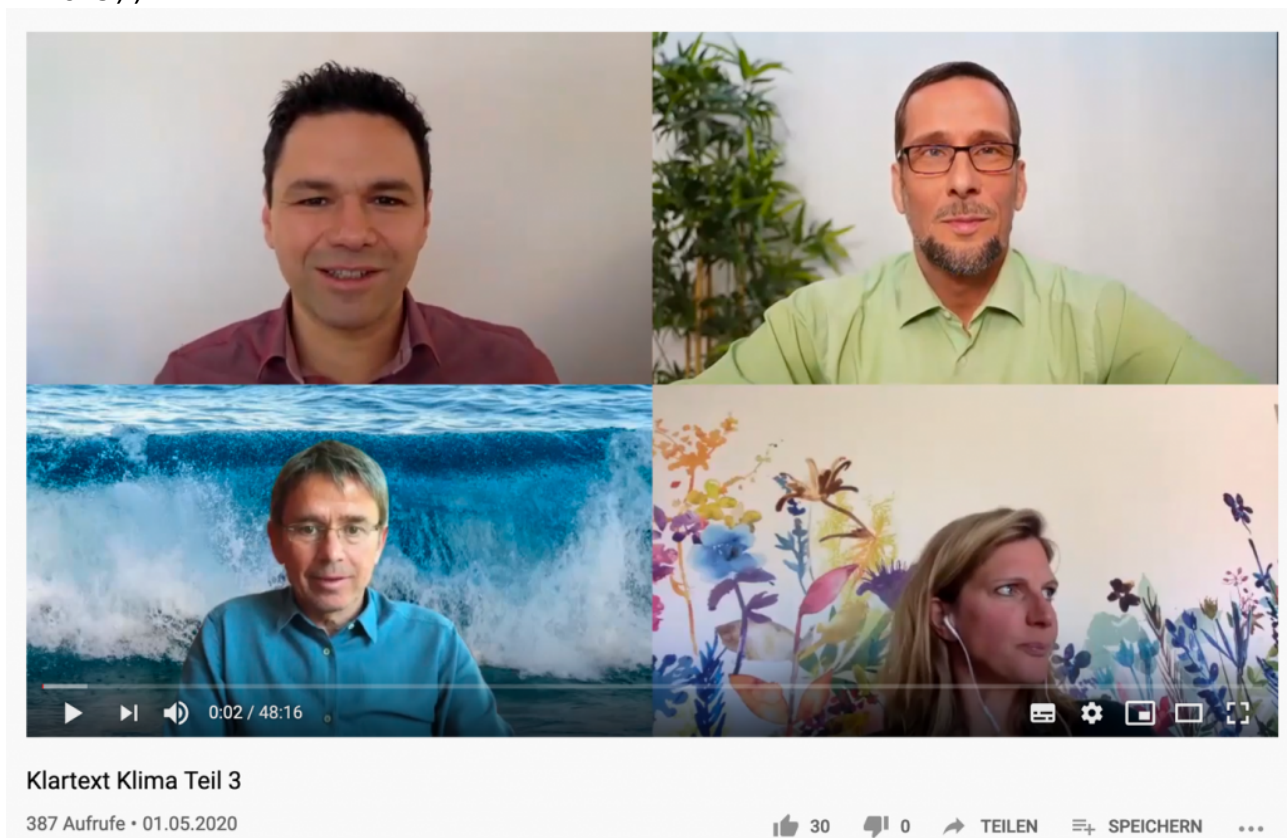 0:02 / 48:16
Klartext Klima Teil 3
387 Aufrufe • 01.05.2020
30 0 TEILEN SPEICHERN